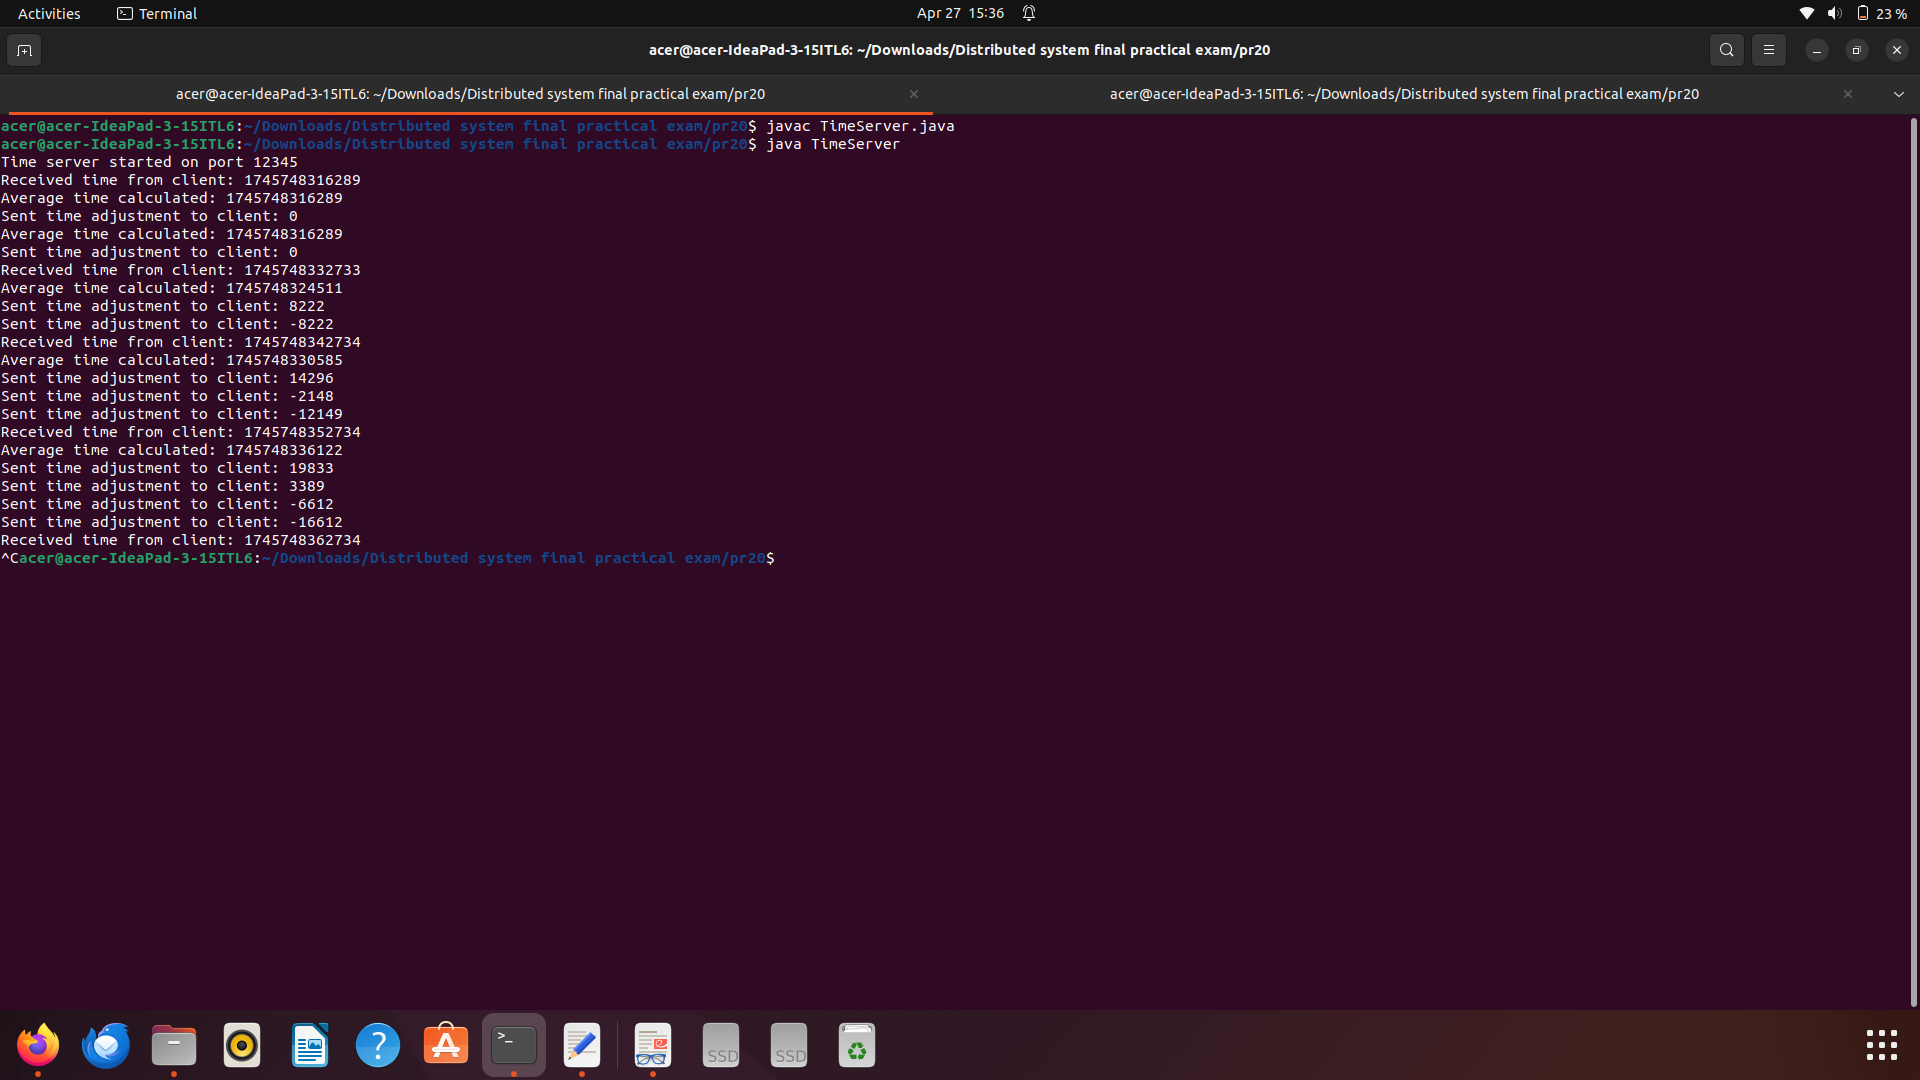 Activities Terminal Apr 27 15:36 23 %
acer@acer-IdeaPad-3-15ITL6: ~/Downloads/Distributed system final practical exam/pr20
acer@acer-IdeaPad-3-15ITL6: ~/Downloads/Distributed system final practical exam/pr20 acer@acer-IdeaPad-3-15ITL6: ~/Downloads/Distributed system final practical exam/pr20
acer@acer-IdeaPad-3-15ITL6:~/Downloads/Distributed system final practical exam/pr20$ javac TimeServer.java
acer@acer-IdeaPad-3-15ITL6:~/Downloads/Distributed system final practical exam/pr20$ java TimeServer
Time server started on port 12345
Received time from client: 1745748316289
Average time calculated: 1745748316289
Sent time adjustment to client: 0
Average time calculated: 1745748316289
Sent time adjustment to client: 0
Received time from client: 1745748332733
Average time calculated: 1745748324511
Sent time adjustment to client: 8222
Sent time adjustment to client: -8222
Received time from client: 1745748342734
Average time calculated: 1745748330585
Sent time adjustment to client: 14296
Sent time adjustment to client: -2148
Sent time adjustment to client: -12149
Received time from client: 1745748352734
Average time calculated: 1745748336122
Sent time adjustment to client: 19833
Sent time adjustment to client: 3389
Sent time adjustment to client: -6612
Sent time adjustment to client: -16612
Received time from client: 1745748362734
^Cacer@acer-IdeaPad-3-15ITL6:~/Downloads/Distributed system final practical exam/pr20$
SSD SSD